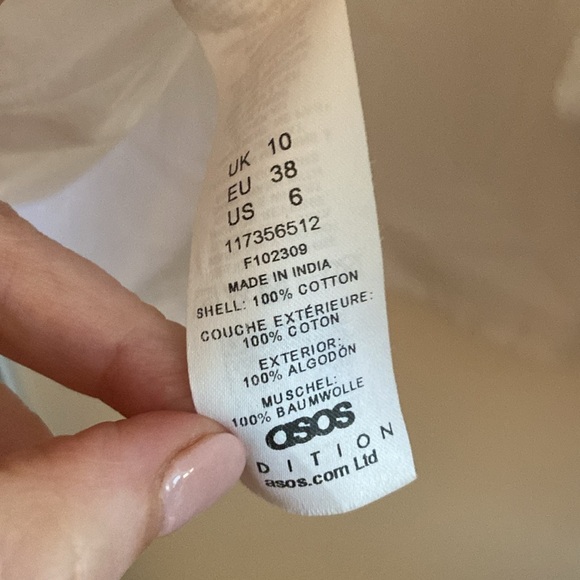 UK 10
EU 38
US 6
117356512
F102309
MADE IN INDIA
SHELL: 100% COTTON
COUCHE EXTÉRIEURE:
100% COTON
EXTERIOR:
100% ALGODÓN
MUSCHEL:
100% BAUMWOLLE
asos
DITION
asos.com Ltd